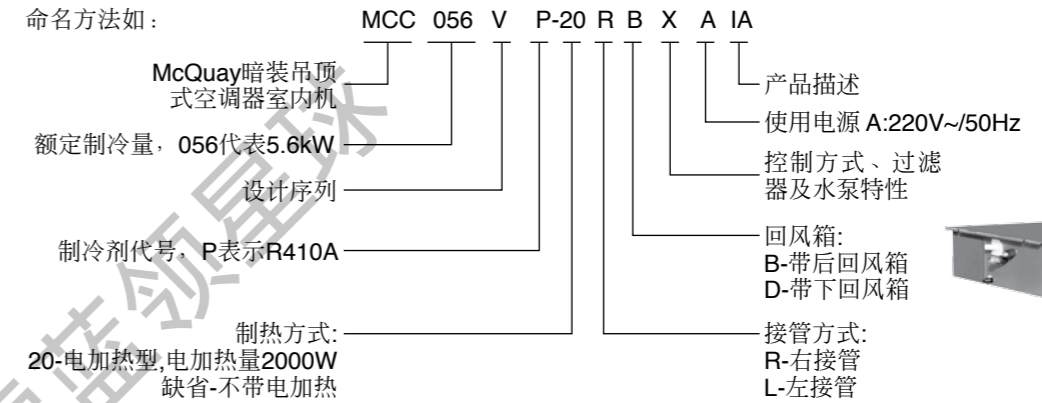 命名方法如：
MCC 056 V P-20 R B X A IA
McQuay暗装吊顶
式空调器室内机
额定制冷量，056代表5.6kW
设计序列
制冷剂代号，P表示R410A
制热方式:
20-电加热型,电加热量2000W
缺省-不带电加热
产品描述
使用电源 A:220V~/50Hz
控制方式、过滤
器及水泵特性
回风箱:
B-带后回风箱
D-带下回风箱
接管方式:
R-右接管
L-左接管
蓝领星球